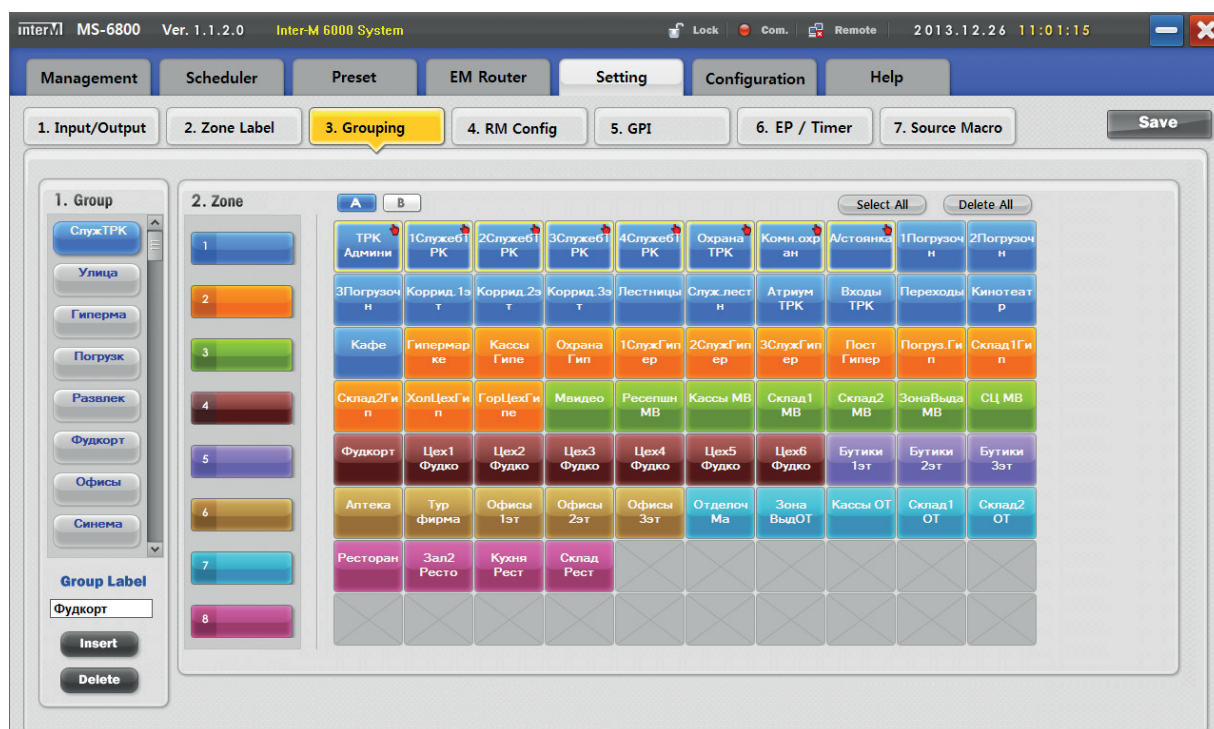 interM MS-6800 Ver. 1.1.2.0 Inter-M 6000 System Lock Com. Remote 2013.12.26 11:01:15
Management Scheduler Preset EM Router Setting Configuration Help
1. Input/Output 2. Zone Label 3. Grouping 4. RM Config 5. GPI 6. EP / Timer 7. Source Macro Save
1. Group 2. Zone A B Select All Delete All
СлужТРК
Улица
Гиперма
Погрузк
Развлек
Фудкорт
Офисы
Синема
Group Label
Фудкорт
Insert
Delete
1
2
3
4
5
6
7
8
ТРК 1СлужебТ 2СлужебТ 3СлужебТ 4СлужебТ Охрана Комн.охр А/стоянка 1Погрузоч 2Погрузоч
Админи РК РК РК РК ТРК ан н н
3Погрузоч Коррид.1э Коррид.2э Коррид.3э Лестницы Служ.лест Атриум Входы Переходы Кинотеат
н т т т н ТРК ТРК р
Кафе Гипермар Кассы Охрана 1СлужГип 2СлужГип 3СлужГип Пост Погруз.Ги Склад1Ги
ке Гипе Гип ер ер ер Гипер п п
Склад2Ги ХолЦехГи ГорЦехГи Мвидео Ресепшн Кассы МВ Склад1 Склад2 ЗонаВыда СЦ МВ
п п пе МВ МВ МВ МВ
Фудкорт Цех1 Цех2 Цех3 Цех4 Цех5 Цех6 Бутики Бутики Бутики
Фудко Фудко Фудко Фудко Фудко Фудко 1эт 2эт 3эт
Аптека Тур Офисы Офисы Офисы Отделоч Зона Кассы ОТ Склад1 Склад2
фирма 1эт 2эт 3эт Ма ВыдОТ ОТ ОТ
Ресторан Зал2 Кухня Склад
Ресто Рест Рест